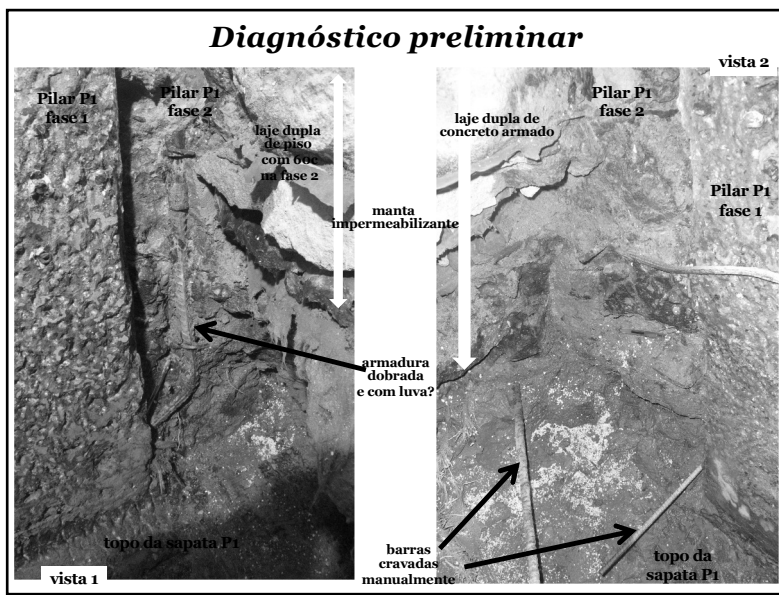 Diagnóstico preliminar
vista 2
Pilar P1
fase 1
Pilar P1
fase 2
laje dupla
de piso
com 60c
na fase 2
manta
impermeabilizante
armadura
dobrada
e com luva?
topo da sapata P1
vista 1
laje dupla de
concreto armado
Pilar P1
fase 2
Pilar P1
fase 1
barras
cravadas
manualmente
topo da
sapata P1